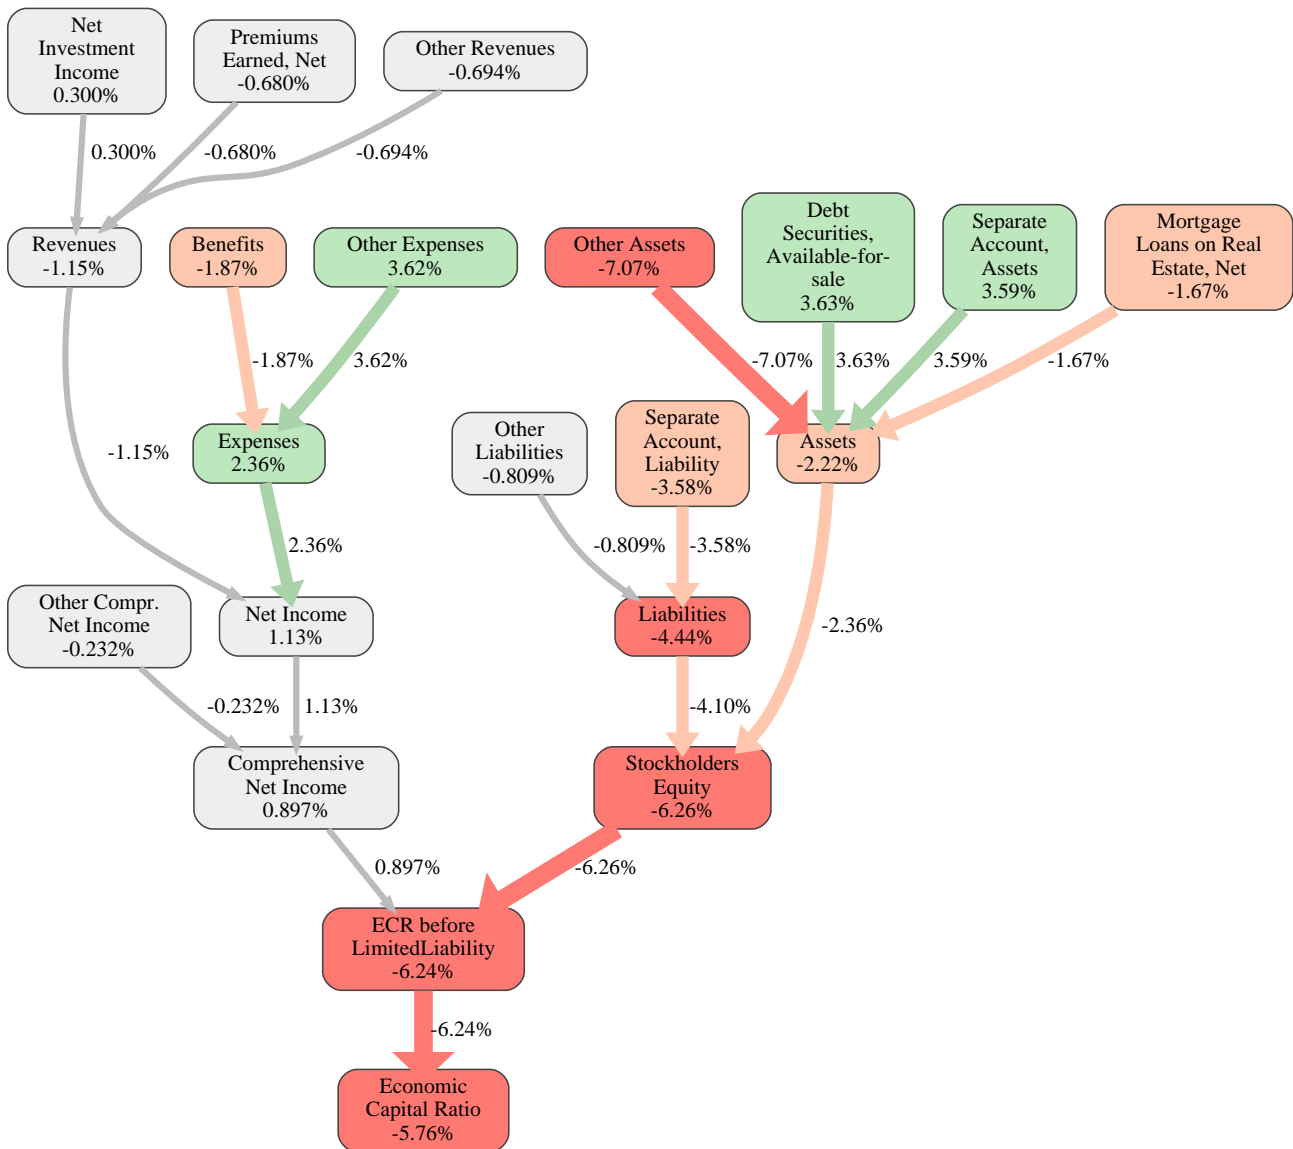 Net
Investment
Income
0.300%
Premiums
Earned, Net
-0.680%
Other Revenues
-0.694%
0.300%
-0.680%
-0.694%
Revenues
-1.15%
Benefits
-1.87%
Other Expenses
3.62%
Other Assets
-7.07%
Debt
Securities,
Available-for-
sale
3.63%
Separate
Account,
Assets
3.59%
Mortgage
Loans on Real
Estate, Net
-1.67%
-1.87%
3.62%
-7.07%
3.63%
3.59%
-1.67%
-1.15%
Expenses
2.36%
Other
Liabilities
-0.809%
Separate
Account,
Liability
-3.58%
Assets
-2.22%
2.36%
-0.809%
-3.58%
-2.36%
Other Compr.
Net Income
-0.232%
Net Income
1.13%
Liabilities
-4.44%
-0.232%
1.13%
-4.10%
Comprehensive
Net Income
0.897%
Stockholders
Equity
-6.26%
0.897%
-6.26%
ECR before
LimitedLiability
-6.24%
-6.24%
Economic
Capital Ratio
-5.76%